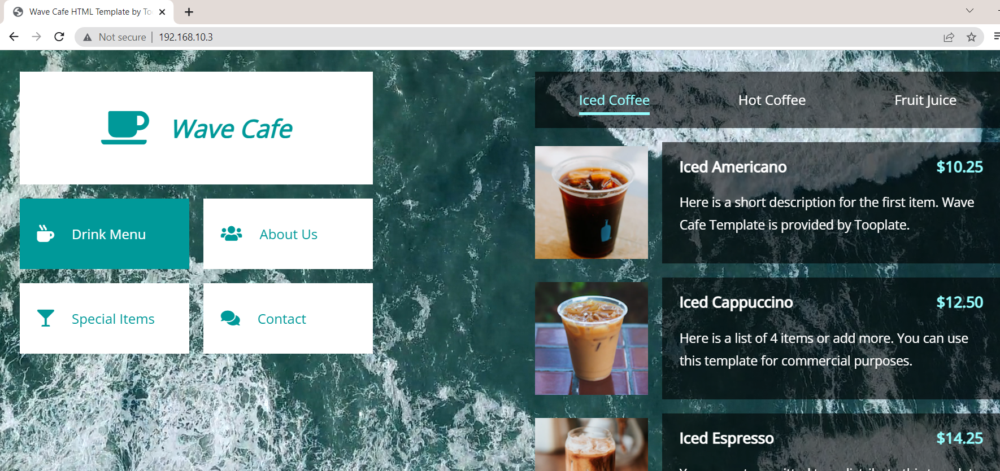 Wave Cafe HTML Template by To
Not secure
192.168.10.3
Wave Cafe
Drink Menu
About Us
Special Items
Contact
Iced Coffee
Hot Coffee
Fruit Juice
Iced Americano
$10.25
Here is a short description for the first item. Wave
Cafe Template is provided by Tooplate.
Iced Cappuccino
$12.50
Here is a list of 4 items or add more. You can use
this template for commercial purposes.
Iced Espresso
$14.25